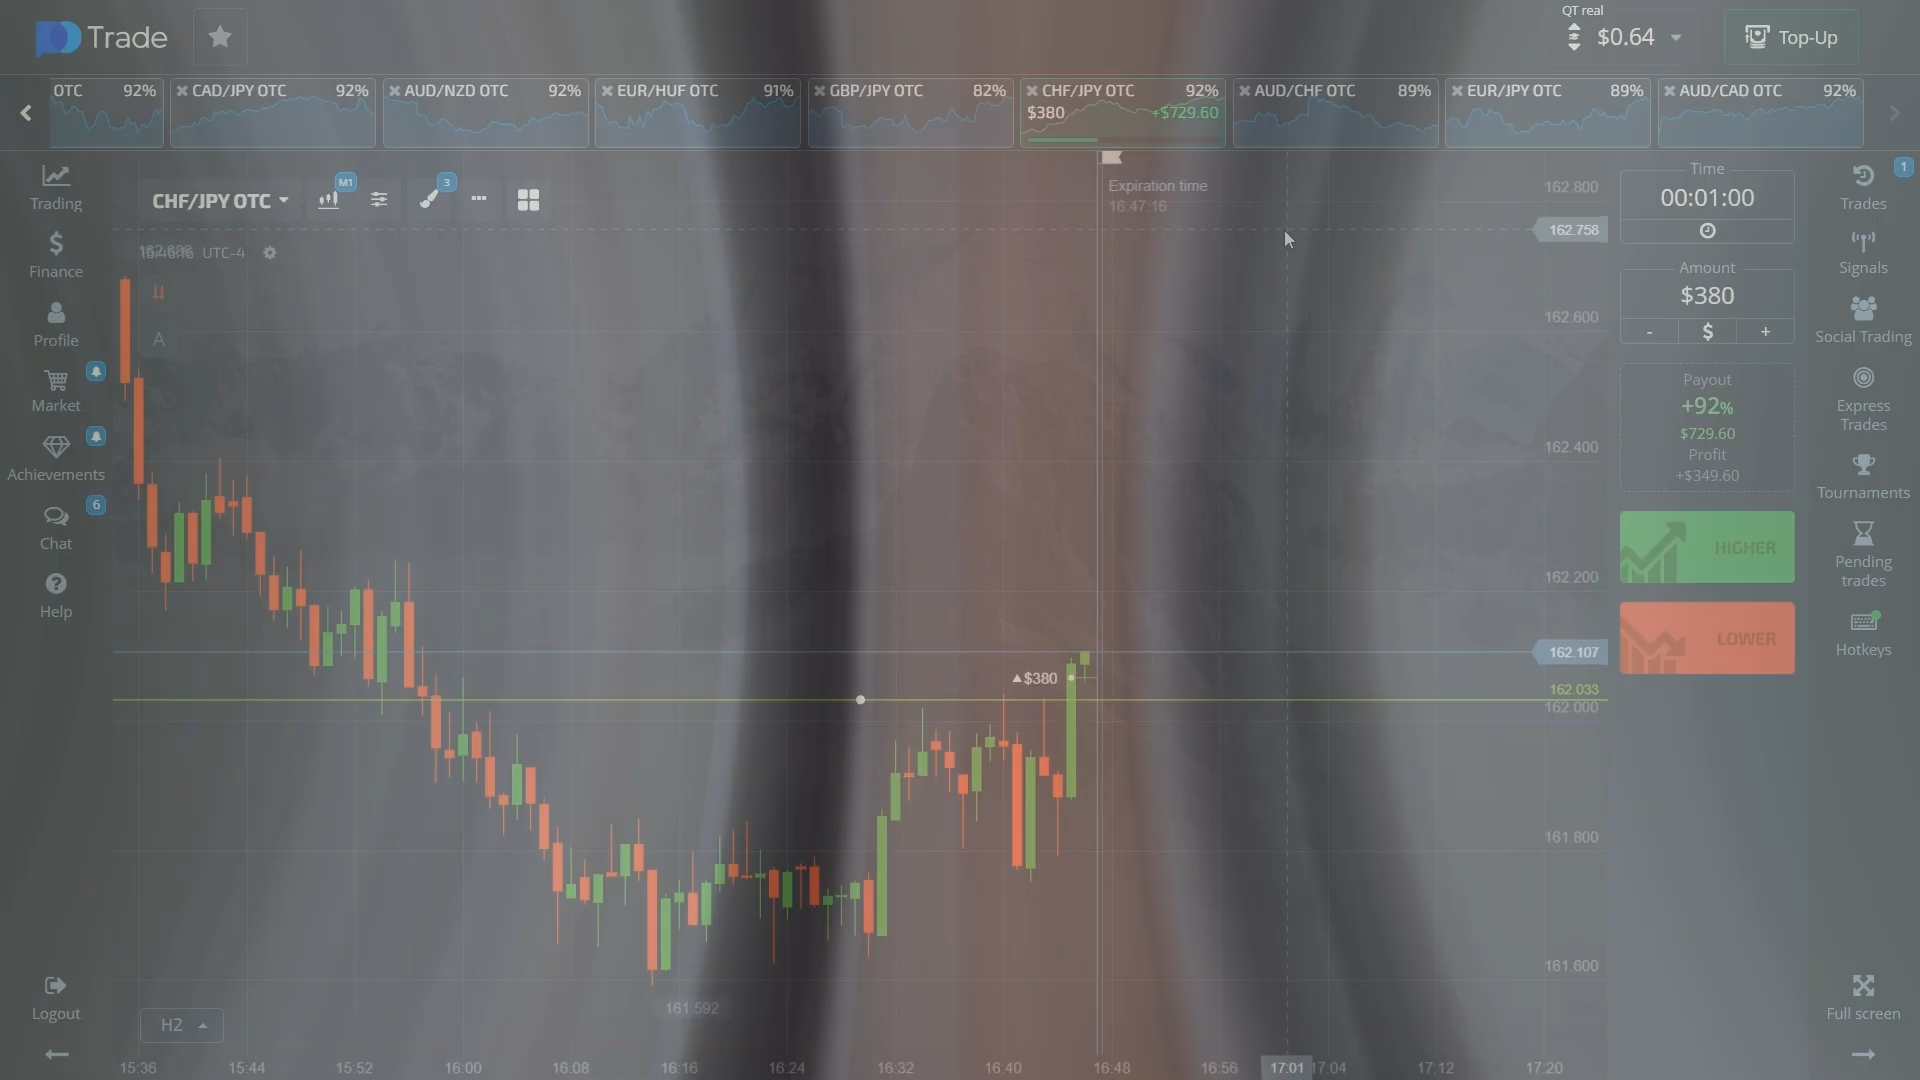 Trade
QT real
$0.64
Top-Up
OTC 92%
CAD/JPY OTC 92%
AUD/NZD OTC 92%
EUR/HUF OTC 91%
GBP/JPY OTC 82%
CHF/JPY OTC 92%
$380 +$729.60
AUD/CHF OTC 89%
EUR/JPY OTC 89%
AUD/CAD OTC 92%
Trading
Finance
Profile
Market
Achievements
6
Chat
Help
Logout
CHF/JPY OTC
M1
3
UTC-4
A
Expiration time
16:47:16
$380
161.592
H2
162.800
162.758
162.600
162.400
162.200
162.107
162.033
162.000
161.800
161.600
15:36 15:44 15:52 16:00 16:08 16:16 16:24 16:32 16:40 16:48 16:56 17:01 17:04 17:12 17:20
Time
00:01:00
Amount
$380
- $ +
Payout
+92%
$729.60
Profit
+$349.60
HIGHER
LOWER
1
Trades
Signals
Social Trading
Express
Trades
Tournaments
Pending
trades
Hotkeys
Full screen